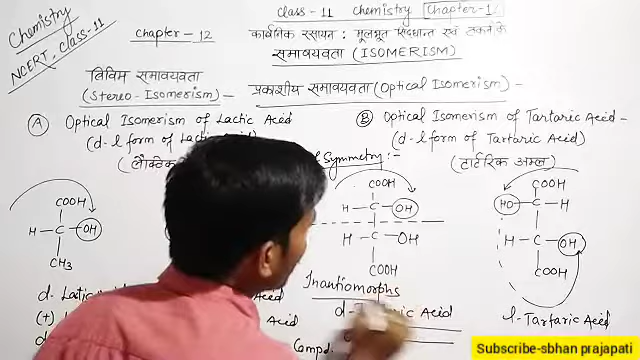 Chemistry
NCERT, Class-11
Class-11 Chemistry [Chapter-1
Chapter-12
कार्बनिक रसायन : मूलभूत सिद्धान्त एवं तकनीके
समावयवता (ISOMERISM)
त्रिविम समावयवता
(Stereo-Isomerism)
प्रकाशीय समावयवता (Optical Isomerism) -
(A) Optical Isomerism of Lactic Acid
(d-l form of Lactic
(लैक्टिक
(B) Optical Isomerism of Tartaric Acid -
(d-l form of Tartaric Acid)
(टार्टरिक अम्ल)
of Symmetry:-
COOH
H-C-OH
CH3
d-
(+)
Acid
Acid
COOH
H-C-OH
H-C-OH
COOH
Inantiomorphs
d- Acid
Compd.
COOH
HO-C-H
H-C-OH
COOH
l-Tartaric Acid
Subscribe-sbhan prajapati